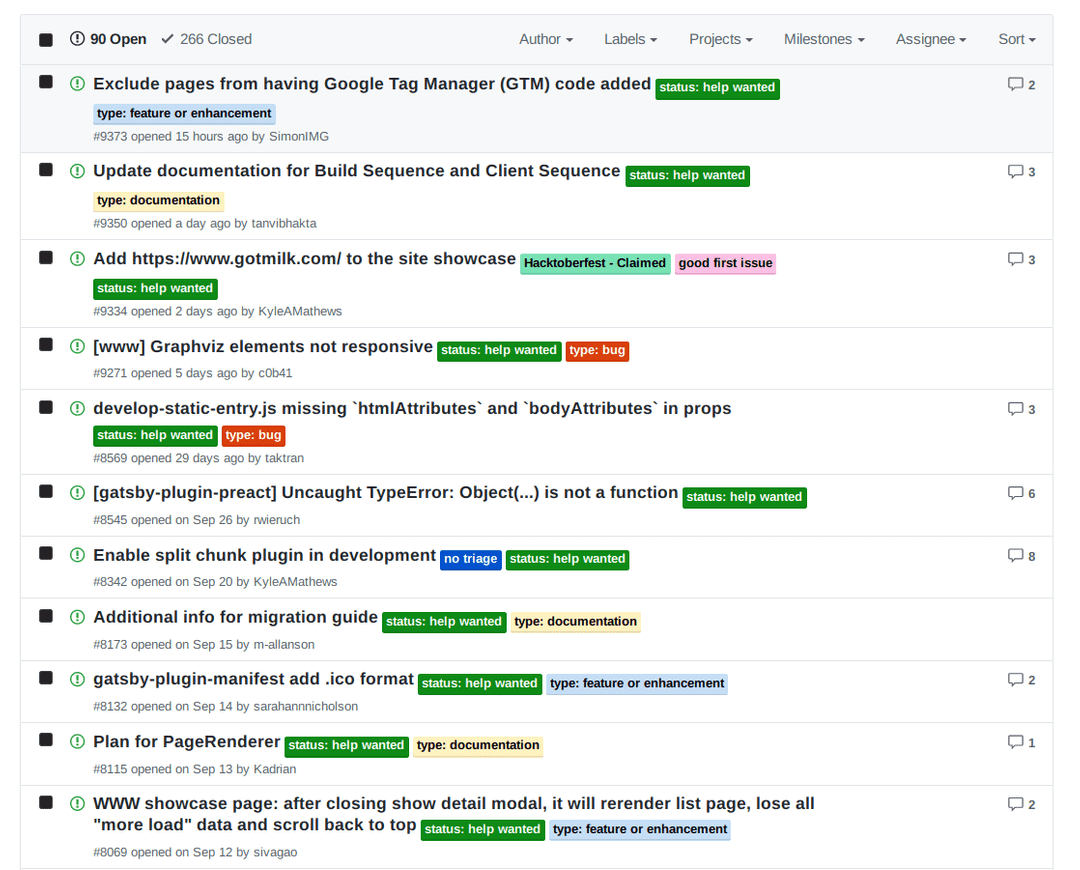 90 Open 266 Closed Author Labels Projects Milestones Assignee Sort
Exclude pages from having Google Tag Manager (GTM) code added status: help wanted 2
type: feature or enhancement
#9373 opened 15 hours ago by SimonIMG
Update documentation for Build Sequence and Client Sequence status: help wanted 3
type: documentation
#9350 opened a day ago by tanvibhakta
Add https://www.gotmilk.com/ to the site showcase Hacktoberfest - Claimed good first issue 3
status: help wanted
#9334 opened 2 days ago by KyleAMathews
[www] Graphviz elements not responsive status: help wanted type: bug
#9271 opened 5 days ago by c0b41
develop-static-entry.js missing `htmlAttributes` and `bodyAttributes` in props 3
status: help wanted type: bug
#8569 opened 29 days ago by taktran
[gatsby-plugin-preact] Uncaught TypeError: Object(...) is not a function status: help wanted 6
#8545 opened on Sep 26 by rwieruch
Enable split chunk plugin in development no triage status: help wanted 8
#8342 opened on Sep 20 by KyleAMathews
Additional info for migration guide status: help wanted type: documentation
#8173 opened on Sep 15 by m-allanson
gatsby-plugin-manifest add .ico format status: help wanted type: feature or enhancement 2
#8132 opened on Sep 14 by sarahannnicholson
Plan for PageRenderer status: help wanted type: documentation 1
#8115 opened on Sep 13 by Kadrian
WWW showcase page: after closing show detail modal, it will rerender list page, lose all 2
"more load" data and scroll back to top status: help wanted type: feature or enhancement
#8069 opened on Sep 12 by sivagao